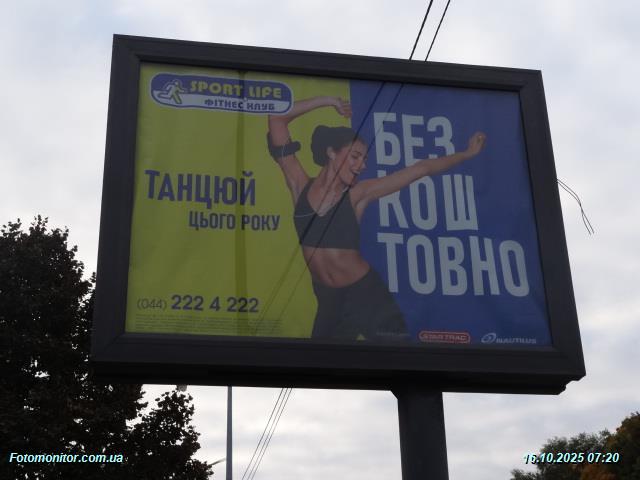 SPORT LIFE
ФІТНЕС КЛУБ
ТАНЦЮЙ
ЦЬОГО РОКУ
БЕЗ
КОШ
ТОВНО
(044) 222 4 222
STAR TRAC
NAUTILUS
Fotomonitor.com.ua
16.10.2025 07:20